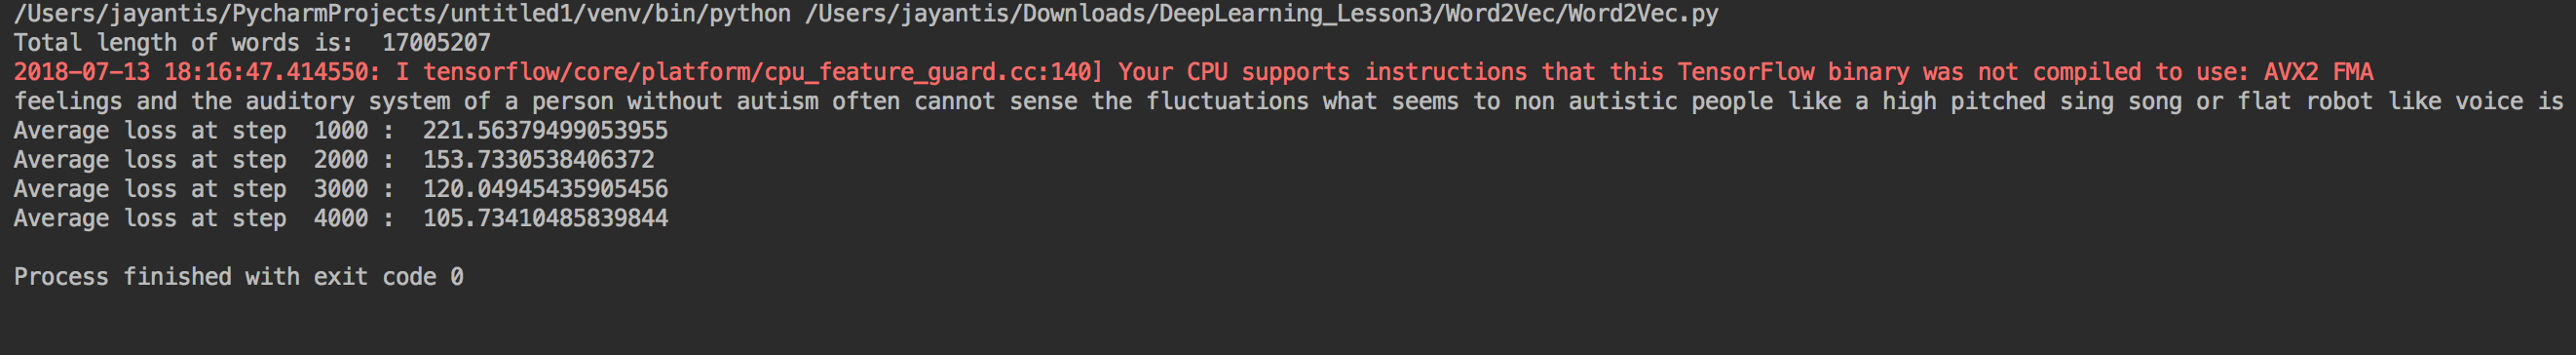 /Users/jayantis/PycharmProjects/untitled1/venv/bin/python /Users/jayantis/Downloads/DeepLearning_Lesson3/Word2Vec/Word2Vec.py
Total length of words is:  17005207
2018-07-13 18:16:47.414550: I tensorflow/core/platform/cpu_feature_guard.cc:140] Your CPU supports instructions that this TensorFlow binary was not compiled to use: AVX2 FMA
feelings and the auditory system of a person without autism often cannot sense the fluctuations what seems to non autistic people like a high pitched sing song or flat robot like voice is
Average loss at step  1000 :  221.56379499053955
Average loss at step  2000 :  153.7330538406372
Average loss at step  3000 :  120.04945435905456
Average loss at step  4000 :  105.73410485839844
Process finished with exit code 0